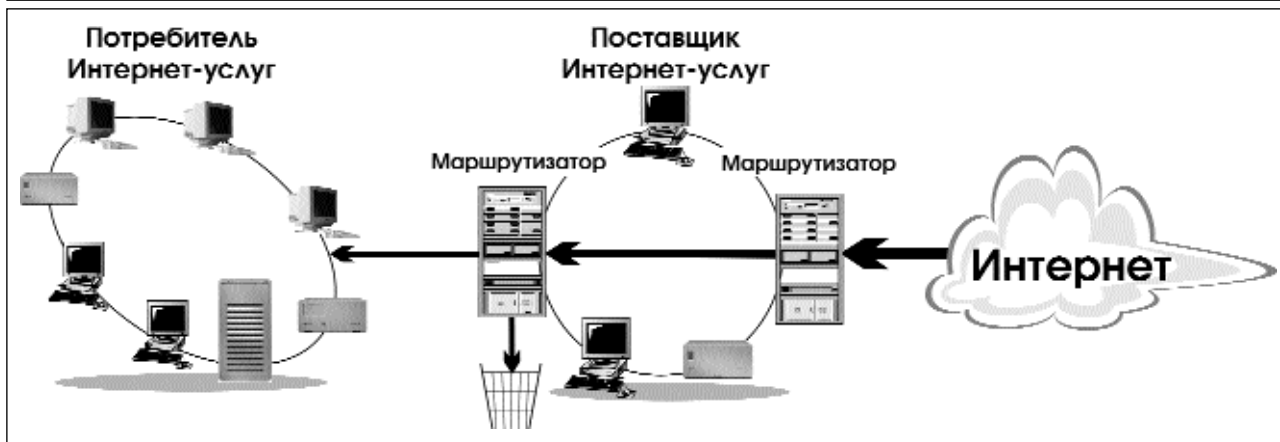 Потребитель
Интернет-услуг
Поставщик
Интернет-услуг
Маршрутизатор
Маршрутизатор
Интернет